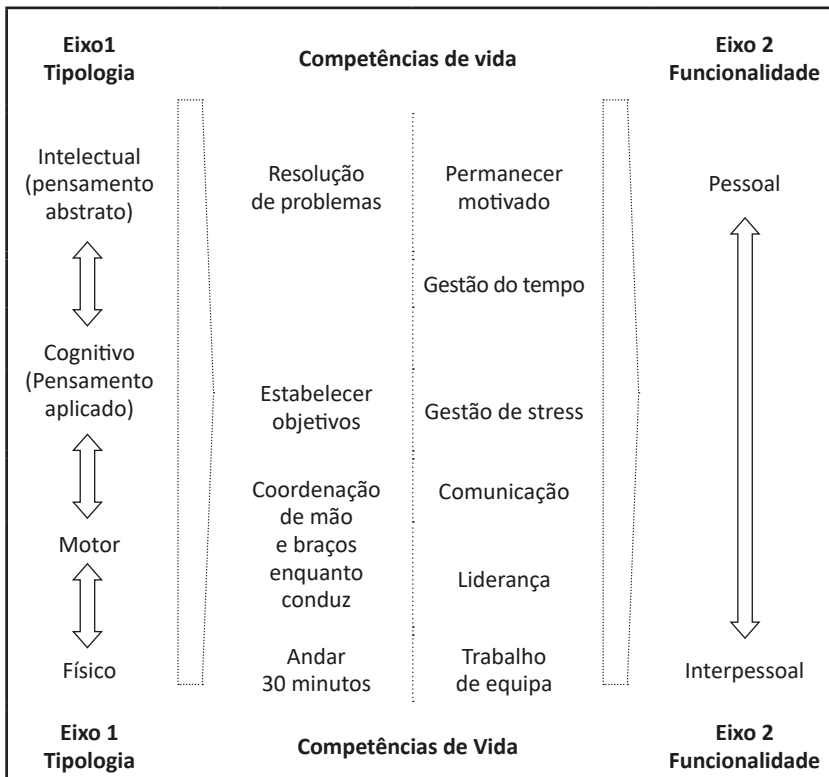 Eixo1
Tipologia
Competências de vida
Eixo 2
Funcionalidade
Intelectual
(pensamento
abstrato)
Cognitivo
(Pensamento
aplicado)
Motor
Físico
Resolução
de problemas
Estabelecer
objetivos
Coordenação
de mão
e braços
enquanto
conduz
Andar
30 minutos
Permanecer
motivado
Gestão do tempo
Gestão de stress
Comunicação
Liderança
Trabalho
de equipa
Pessoal
Interpessoal
Eixo 1
Tipologia
Competências de Vida
Eixo 2
Funcionalidade